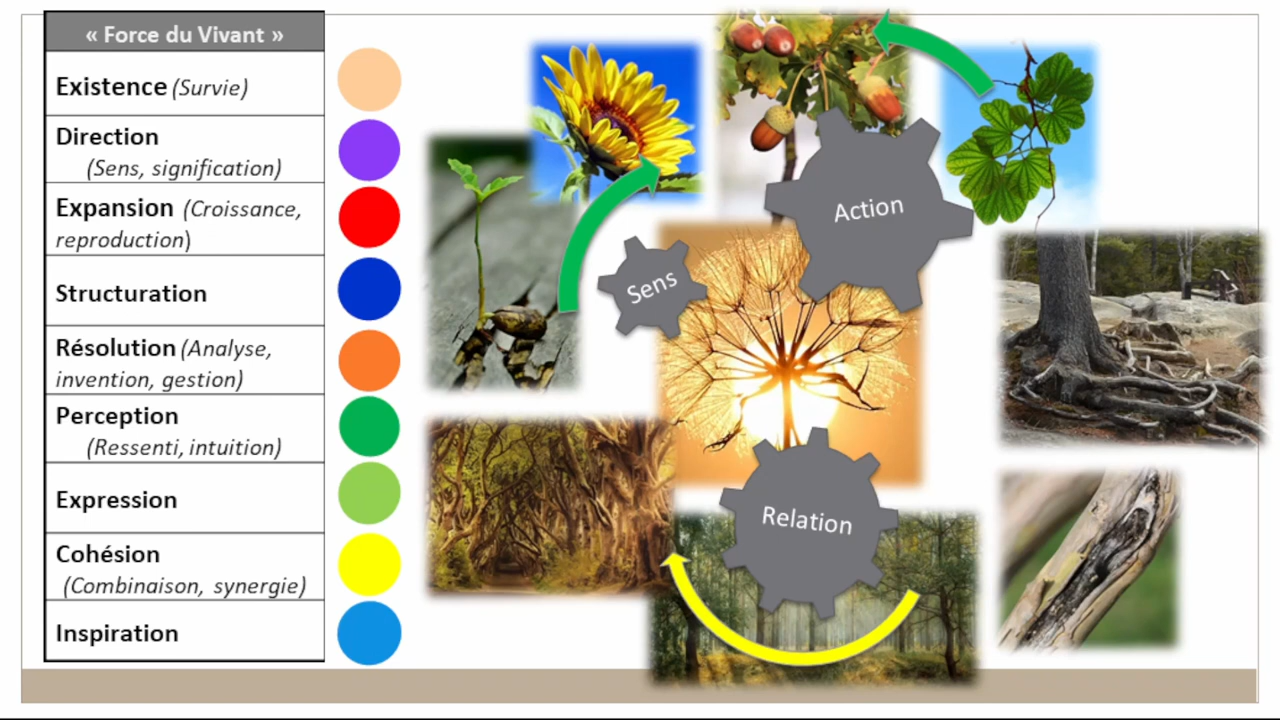 « Force du Vivant »
Existence (Survie)
Direction
(Sens, signification)
Expansion (Croissance,
reproduction)
Structuration
Résolution (Analyse,
invention, gestion)
Perception
(Ressenti, intuition)
Expression
Cohésion
(Combinaison, synergie)
Inspiration
Action
Sens
Relation